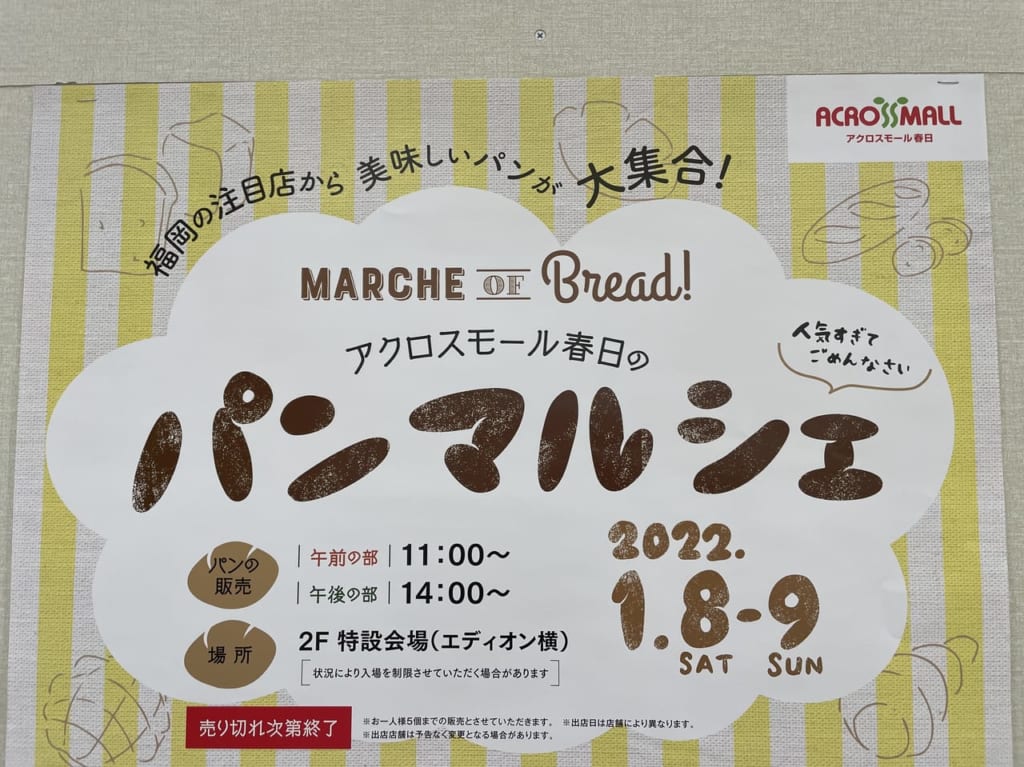 ACROSSMALL
アクロスモール春日
福岡の注目店から 美味しいパンが 大集合!
MARCHE OF Bread!
アクロスモール春日の
人気すぎて
ごめんなさい
パンマルシェ
2022.
1.8-9
SAT SUN
パンの
販売
午前の部 11:00〜
午後の部 14:00〜
場所
2F 特設会場(エディオン横)
状況により入場を制限させていただく場合があります
売り切れ次第終了
※お一人様5個までの販売とさせていただきます。 ※出店日は店舗により異なります。
※出店店舗は予告なく変更となる場合があります。